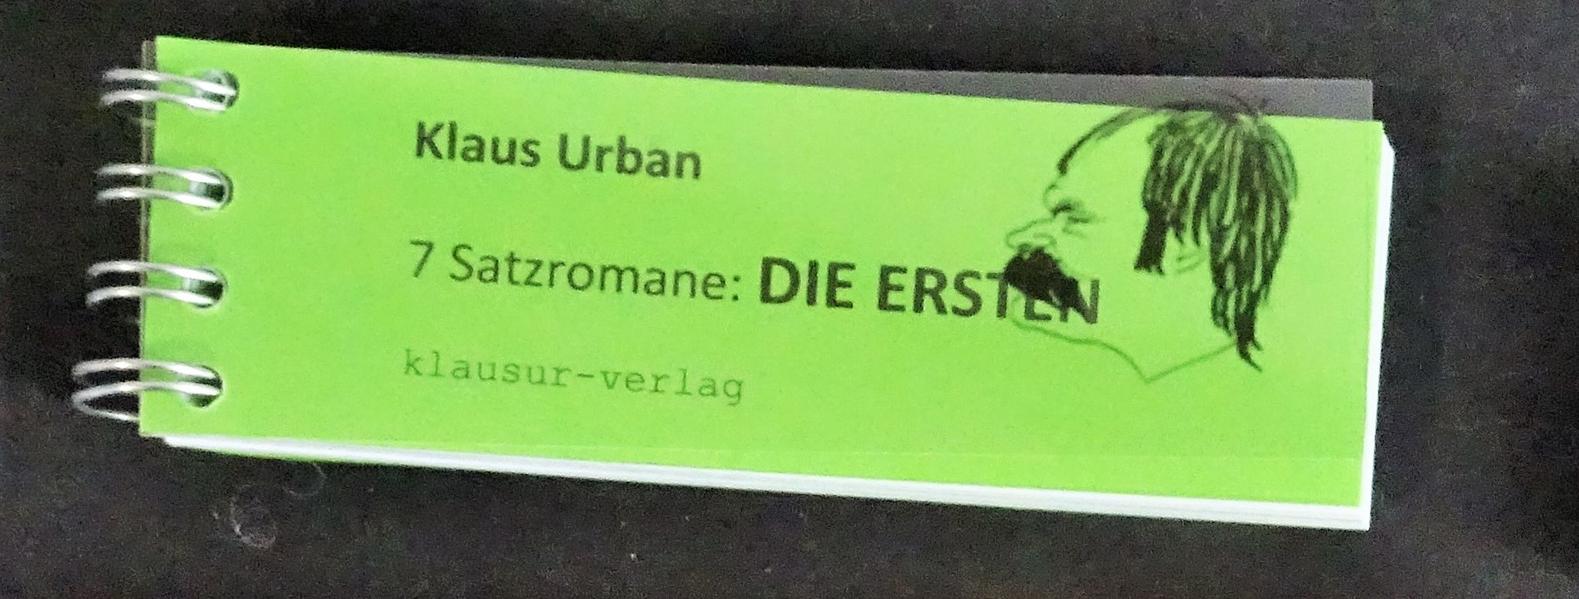 Klaus Urban
7 Satzromane: DIE ERSTEN
klausur-verlag